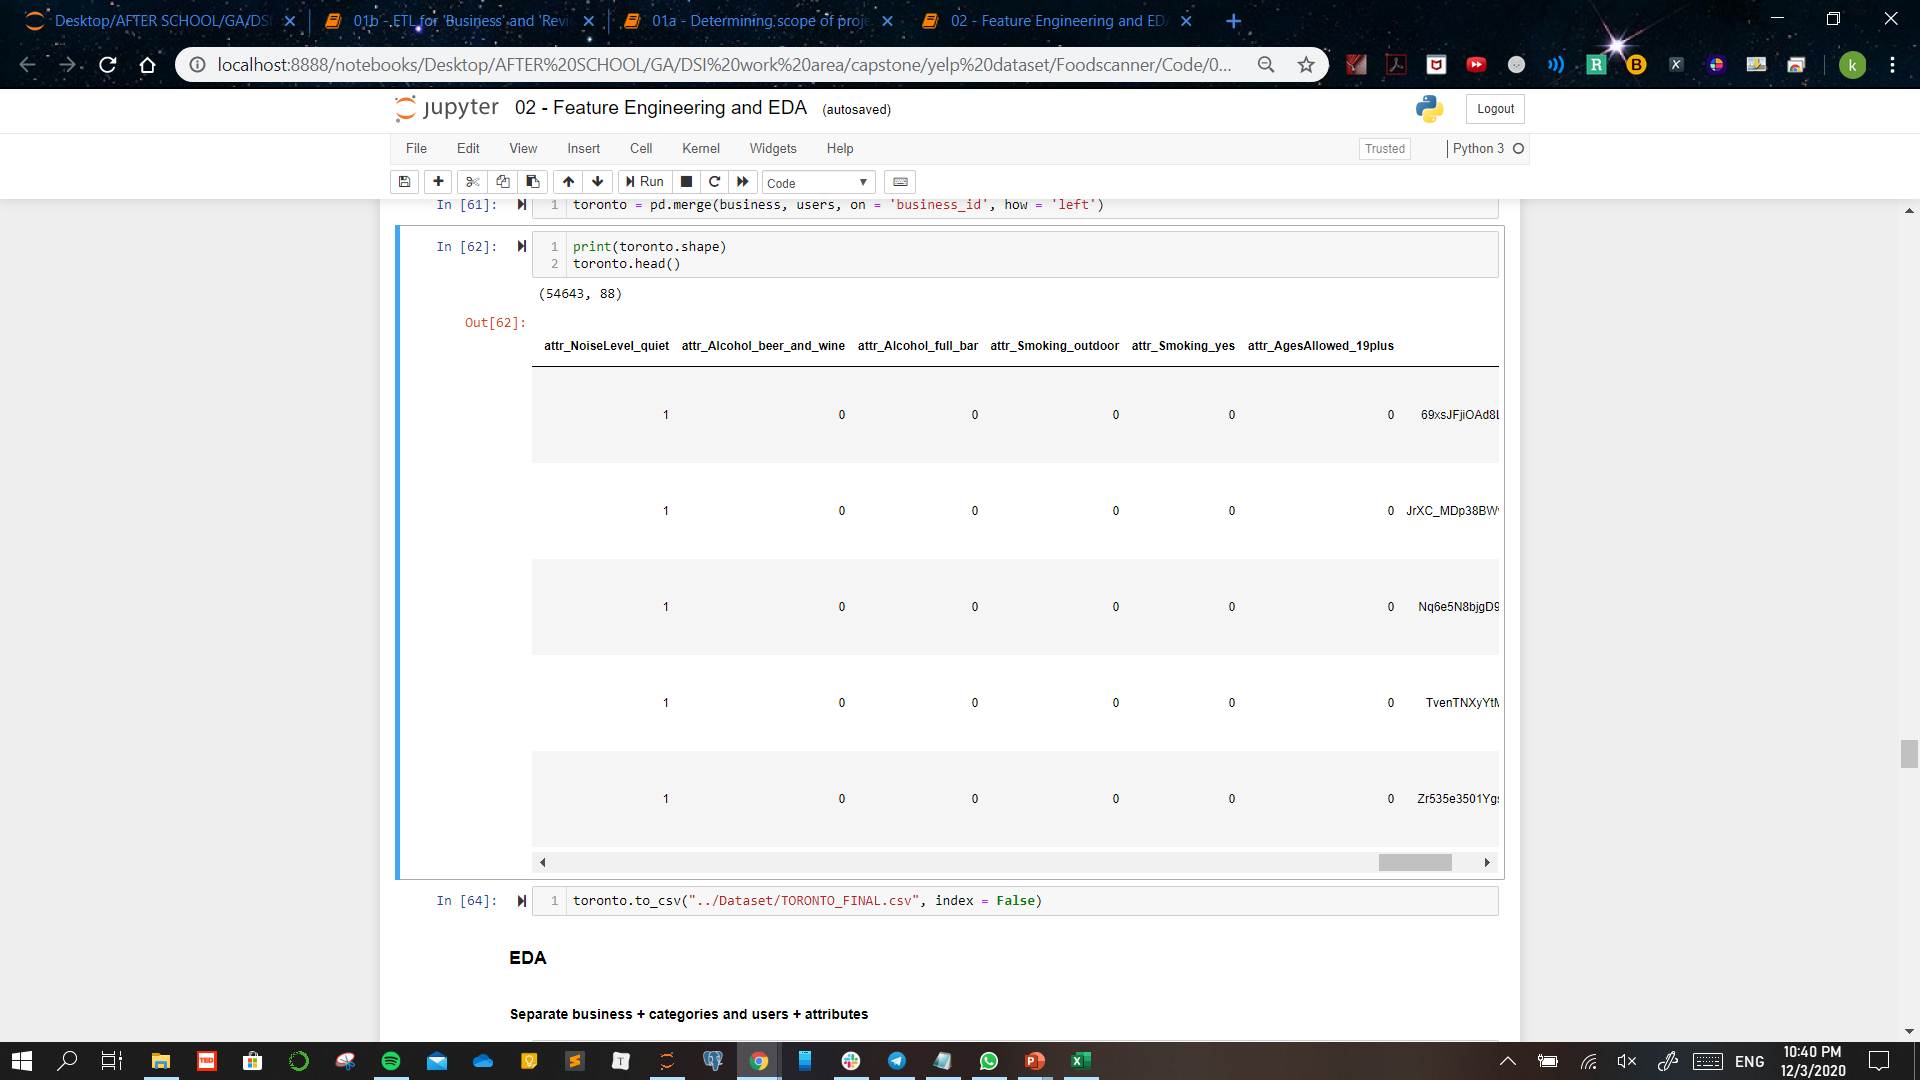 Desktop/AFTER SCHOOL/GA/DSI
01b - ETL for 'Business' and 'Revi
01a - Determining scope of proje
02 - Feature Engineering and ED
localhost:8888/notebooks/Desktop/AFTER%20SCHOOL/GA/DSI%20work%20area/capstone/yelp%20dataset/Foodscanner/Code/0...
jupyter 02 - Feature Engineering and EDA (autosaved)
Logout
File Edit View Insert Cell Kernel Widgets Help
Trusted Python 3
Run Code
In [61]: 1 toronto = pd.merge(business, users, on = 'business_id', how = 'left')
In [62]: 1 print(toronto.shape)
2 toronto.head()
(54643, 88)
Out[62]:
attr_NoiseLevel_quiet attr_Alcohol_beer_and_wine attr_Alcohol_full_bar attr_Smoking_outdoor attr_Smoking_yes attr_AgesAllowed_19plus
1 0 0 0 0 0 69xsJFjiOAd8L
1 0 0 0 0 0 JrXC_MDp38BW
1 0 0 0 0 0 Nq6e5N8bjgD9
1 0 0 0 0 0 TvenTNXyYt
1 0 0 0 0 0 Zr535e3501Yg
In [64]: 1 toronto.to_csv("../Dataset/TORONTO_FINAL.csv", index = False)
EDA
Separate business + categories and users + attributes
ENG
10:40 PM
12/3/2020